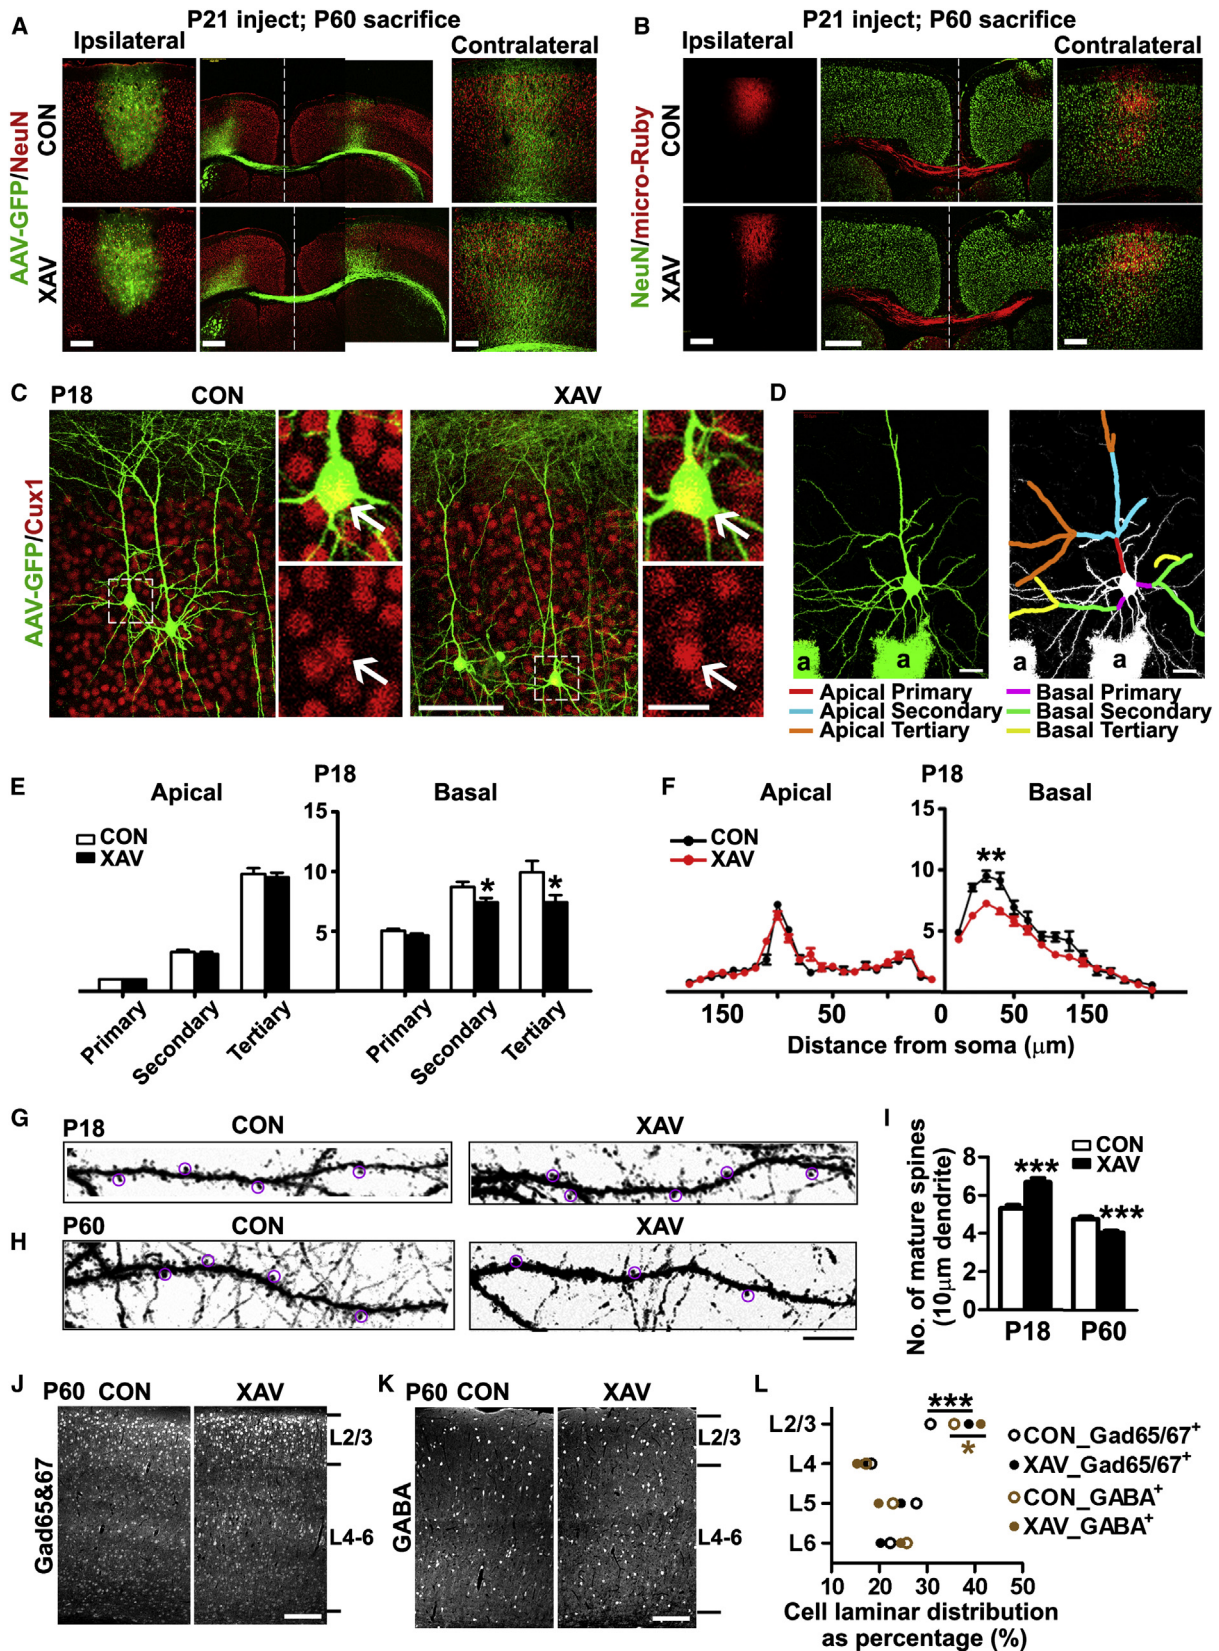 A
P21 inject; P60 sacrifice
Ipsilateral
Contralateral
AAV-GFP/NeuN
CON
XAV
B
P21 inject; P60 sacrifice
Ipsilateral
Contralateral
NeuN/micro-Ruby
CON
XAV
C
P18
CON
XAV
AAV-GFP/Cux1
D
a
a
a
a
Apical Primary
Apical Secondary
Apical Tertiary
Basal Primary
Basal Secondary
Basal Tertiary
E
P18
Apical
Basal
CON
XAV
15
10
5
*
*
Primary
Secondary
Tertiary
Primary
Secondary
Tertiary
F
P18
Apical
Basal
CON
XAV
15
10
5
**
150
50
0
50
150
Distance from soma (μm)
G
P18
CON
XAV
H
P60
CON
XAV
I
No. of mature spines
(10μm dendrite)
CON
XAV
8
6
4
2
0
***
***
P18
P60
J
P60 CON
XAV
Gad65&67
L2/3
L4-6
K
P60 CON
XAV
GABA
L2/3
L4-6
L
L2/3
L4
L5
L6
***
*
CON_Gad65/67+
XAV_Gad65/67+
CON_GABA+
XAV_GABA+
10 20 30 40 50
Cell laminar distribution
as percentage (%)